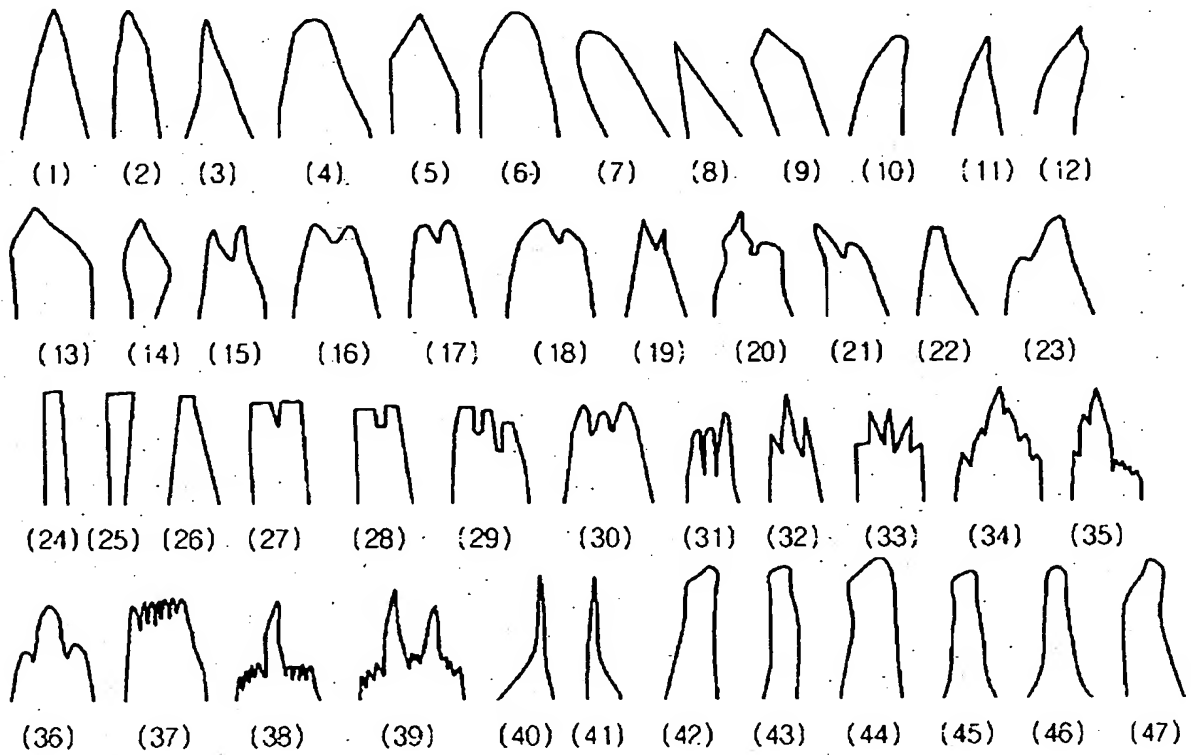 (1) (2) (3) (4) (5) (6) (7) (8) (9) (10) (11) (12)
(13) (14) (15) (16) (17) (18) (19) (20) (21) (22) (23)
(24) (25) (26) (27) (28) (29) (30) (31) (32) (33) (34) (35)
(36) (37) (38) (39) (40) (41) (42) (43) (44) (45) (46) (47)